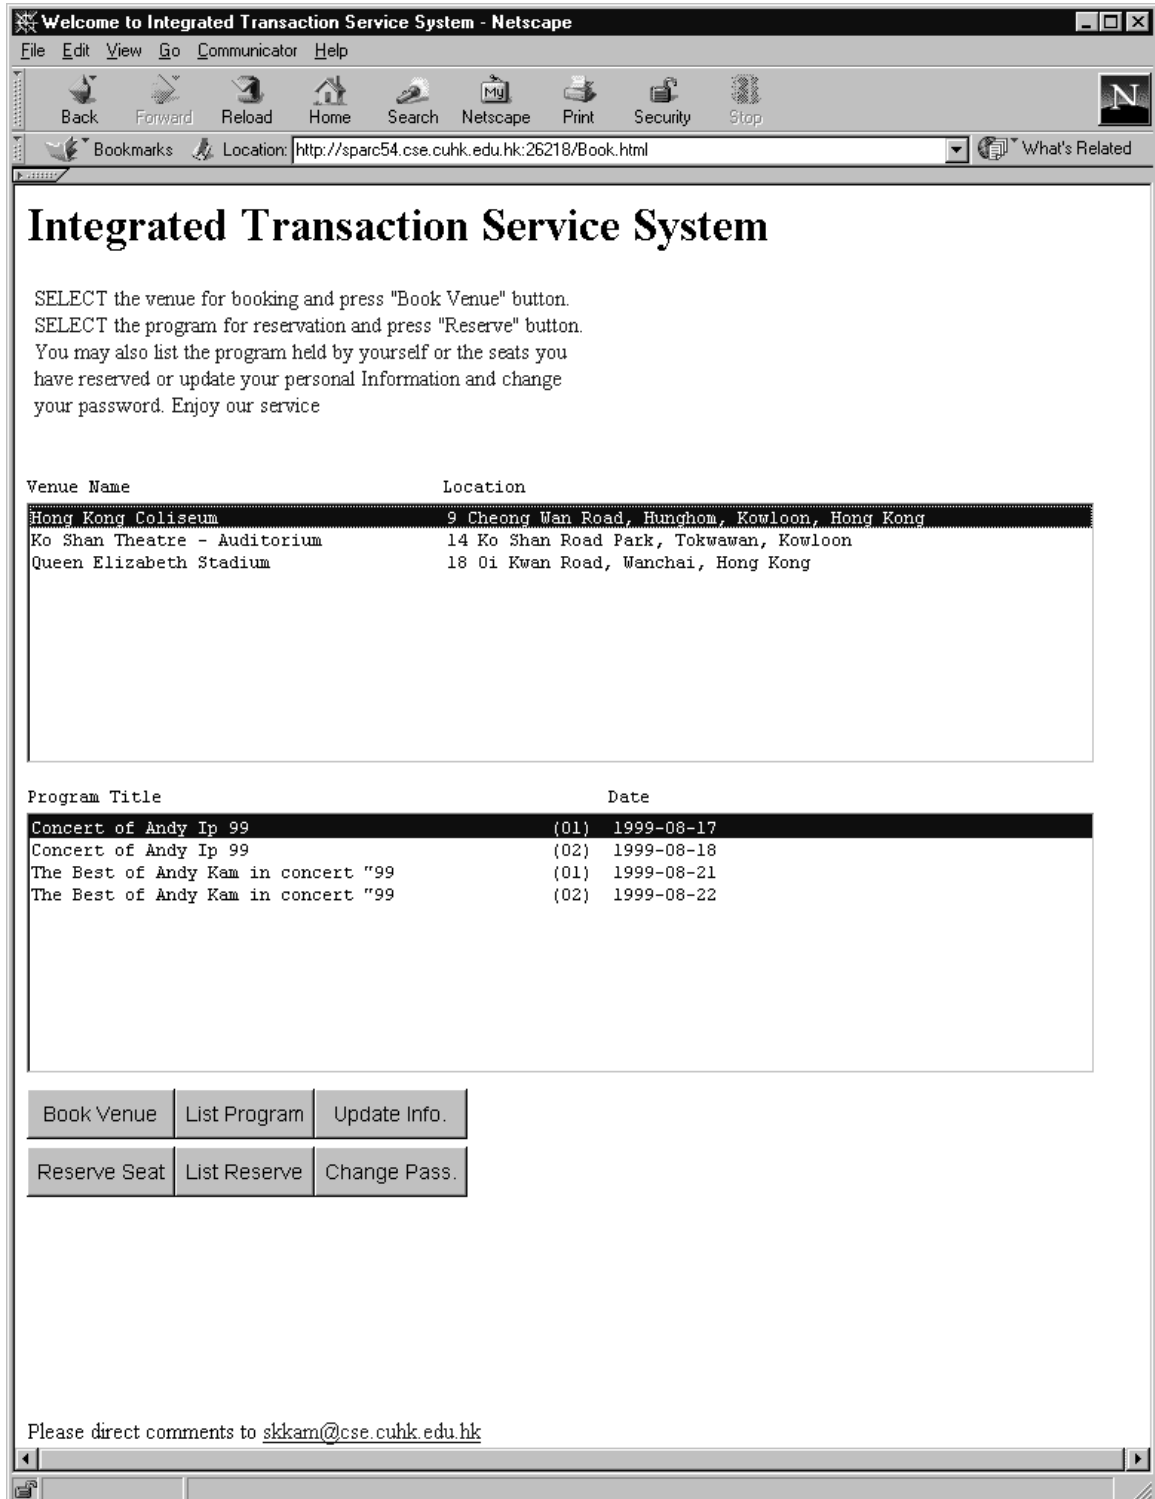 Welcome to Integrated Transaction Service System - Netscape
File Edit View Go Communicator Help
Back Forward Reload Home Search Netscape Print Security Stop
My
N
Bookmarks Location: http://sparc54.cse.cuhk.edu.hk:26218/Book.html What's Related
Integrated Transaction Service System
SELECT the venue for booking and press "Book Venue" button.
SELECT the program for reservation and press "Reserve" button.
You may also list the program held by yourself or the seats you
have reserved or update your personal Information and change
your password. Enjoy our service
Venue Name Location
Hong Kong Coliseum 9 Cheong Wan Road, Hunghom, Kowloon, Hong Kong
Ko Shan Theatre - Auditorium 14 Ko Shan Road Park, Tokwawan, Kowloon
Queen Elizabeth Stadium 18 Oi Kwan Road, Wanchai, Hong Kong
Program Title Date
Concert of Andy Ip 99 (01) 1999-08-17
Concert of Andy Ip 99 (02) 1999-08-18
The Best of Andy Kam in concert "99 (01) 1999-08-21
The Best of Andy Kam in concert "99 (02) 1999-08-22
Book Venue List Program Update Info.
Reserve Seat List Reserve Change Pass.
Please direct comments to skkam@cse.cuhk.edu.hk